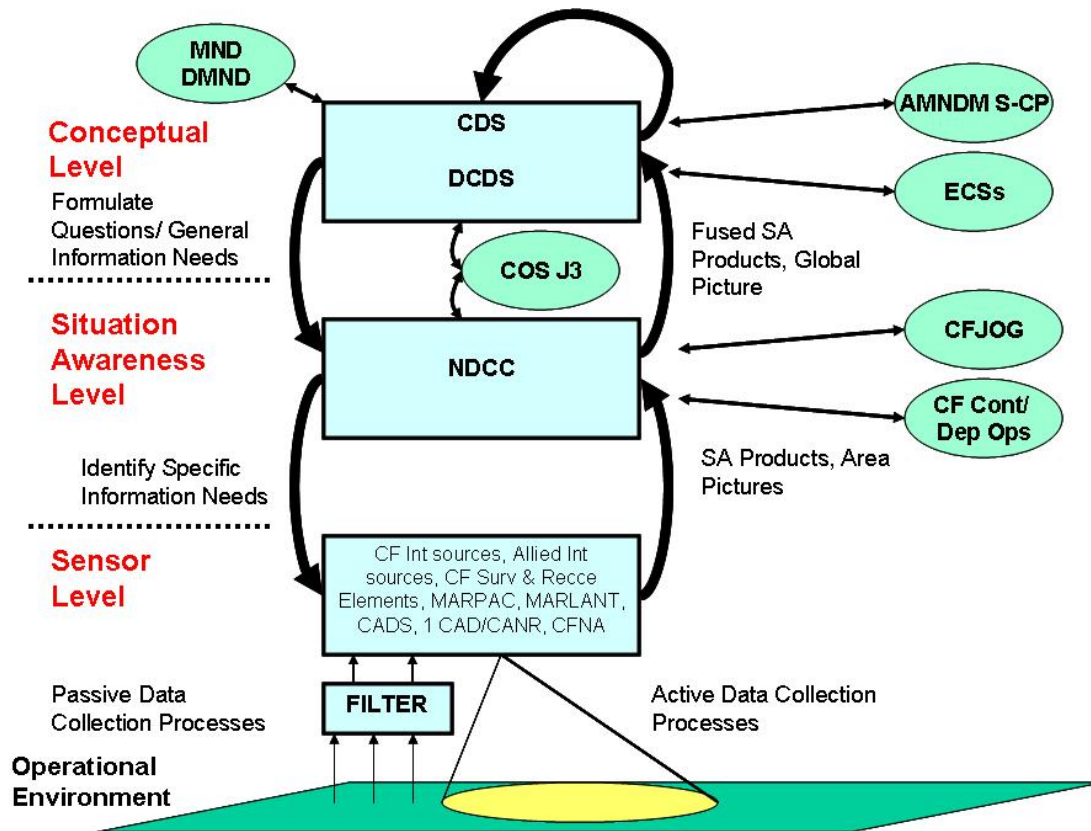 MND
DMND
CDS
DCDS
AMNDM S-CP
ECSs
Conceptual
Level
Formulate
Questions/ General
Information Needs
COS J3
Fused SA
Products, Global
Picture
Situation
Awareness
Level
NDCC
CFJOG
CF Cont/
Dep Ops
Identify Specific
Information Needs
SA Products, Area
Pictures
Sensor
Level
CF Int sources, Allied Int
sources, CF Surv & Recce
Elements, MARPAC, MARLANT,
CADS, 1 CAD/CANR, CFNA
Passive Data
Collection Processes
FILTER
Active Data Collection
Processes
Operational
Environment